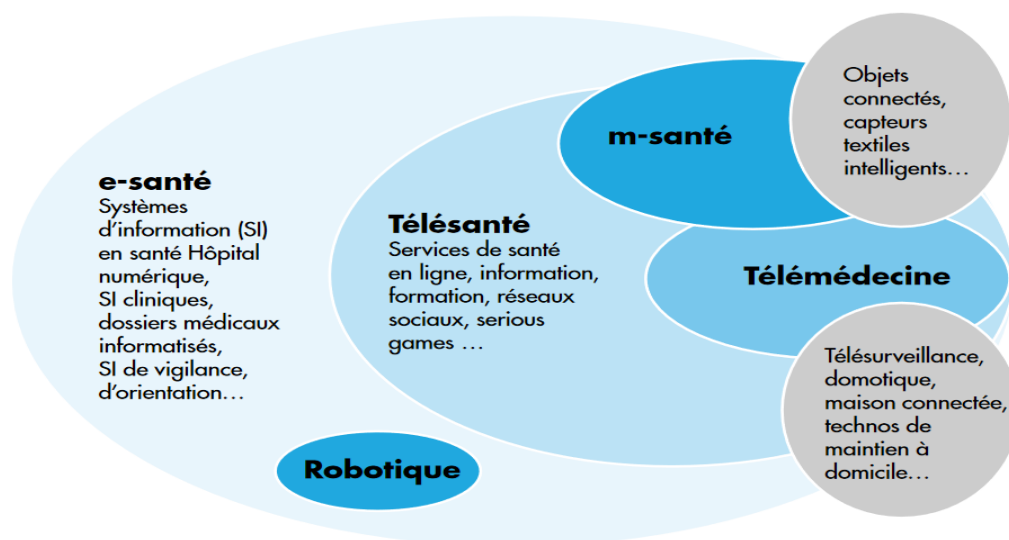 e-santé
Systèmes
d'information (SI)
en santé Hôpital
numérique,
SI cliniques,
dossiers médicaux
informatisés,
SI de vigilance,
d'orientation…
Télésanté
Services de santé
en ligne, information,
formation, réseaux
sociaux, serious
games …
m-santé
Objets
connectés,
capteurs
textiles
intelligents…
Télémédecine
Télésurveillance,
domotique,
maison connectée,
technos de
maintien à
domicile…
Robotique